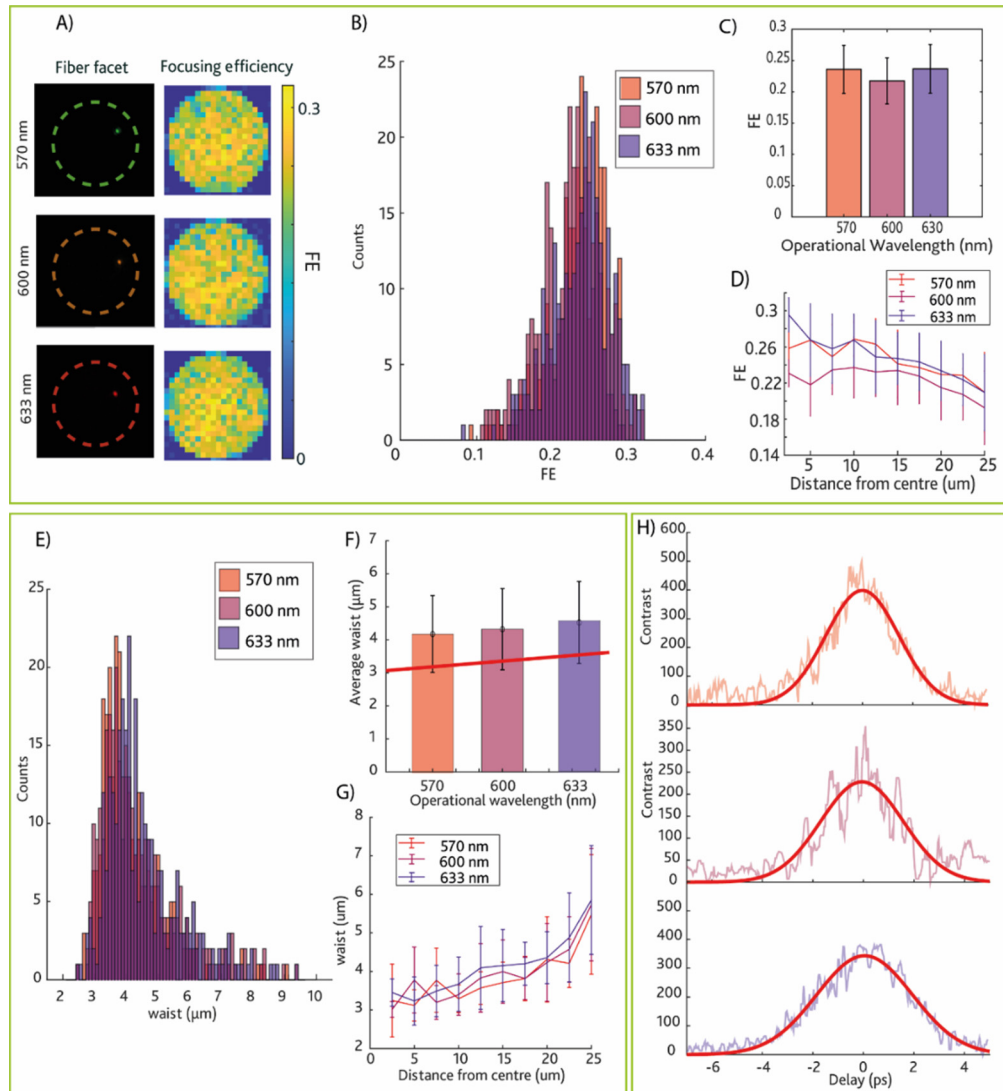 A)
Fiber facet
Focusing efficiency
570 nm
600 nm
633 nm
0.3
FE
0
B)
25
20
15
10
5
0
Counts
0
0.1
0.2
0.3
0.4
FE
570 nm
600 nm
633 nm
C)
0.3
0.25
0.2
0.15
0.1
0.05
0
FE
570
600
630
Operational Wavelength (nm)
D)
570 nm
600 nm
633 nm
0.3
0.26
0.22
0.18
0.14
FE
5
10
15
20
25
Distance from centre (um)
E)
25
20
15
10
5
0
Counts
2
3
4
5
6
7
8
9
10
waist (μm)
570 nm
600 nm
633 nm
F)
7
6
5
4
3
2
1
0
Average waist (μm)
570
600
633
Operational wavelength (nm)
G)
8
7
6
5
4
3
2
waist (um)
570 nm
600 nm
633 nm
0
5
10
15
20
25
Distance from centre (um)
H)
600
500
400
300
200
100
0
Contrast
350
300
250
200
150
100
50
0
Contrast
400
300
200
100
0
-6
-4
-2
0
2
4
Delay (ps)